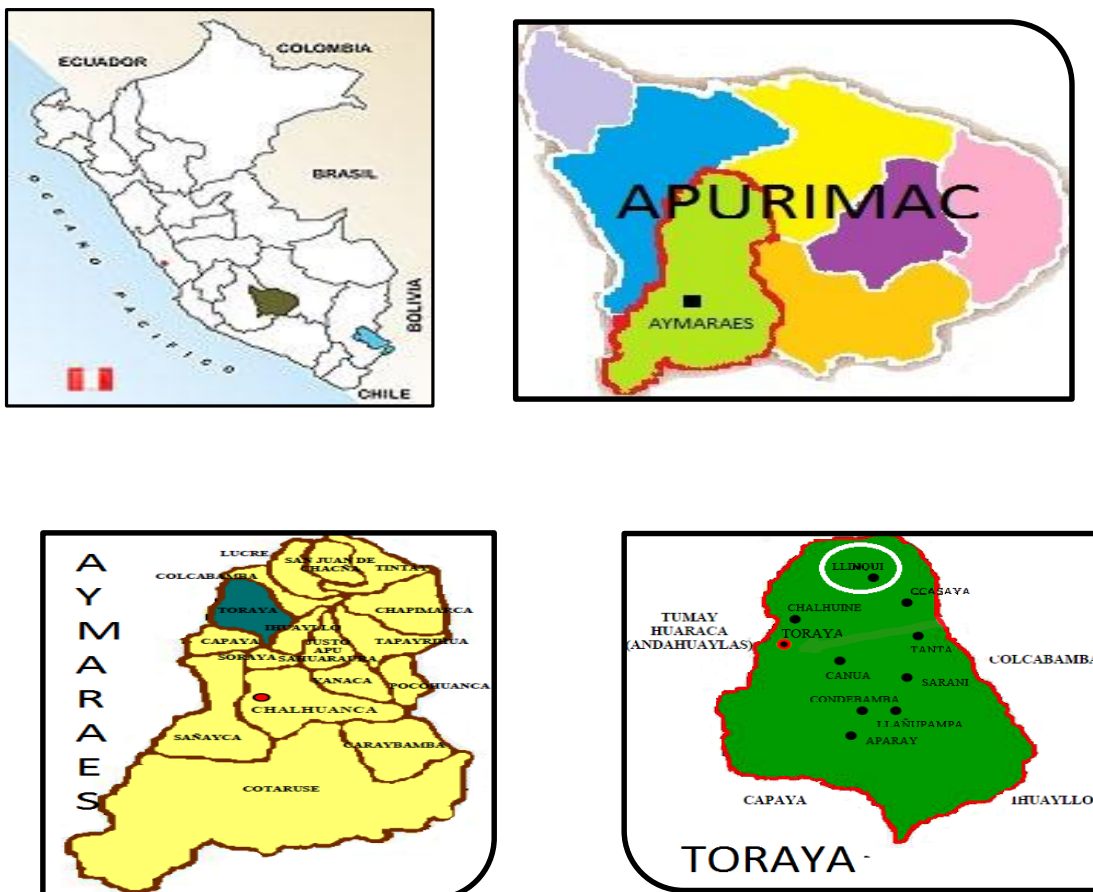 ECUADOR
COLOMBIA
BRASIL
OCEANO PACIFICO
BOLIVIA
CHILE
APURIMAC
AYMARAES
AYMARAES
LUCRE
SAN JUAN DE
CHACÑA
TINTAY
COLCABAMBA
TORAYA
CHAPIMARCA
IHUAYLLO
CAPAYA
JUSTO
APU
SAHUARAURA
TAPAYRIHUA
SORAYA
YANACA
POCOHUANCA
CHALHUANCA
SAÑAYCA
CARAYBAMBA
COTARUSE
LLINQUI
CCASAYA
CHALHUINE
TUMAY
HUARACA
(ANDAHUAYLAS)
TORAYA
TANTA
COLCABAMBA
CANUA
SARANI
CONDEBAMBA
LLAÑUPAMPA
APARAY
CAPAYA
IHUAYLLO
TORAYA